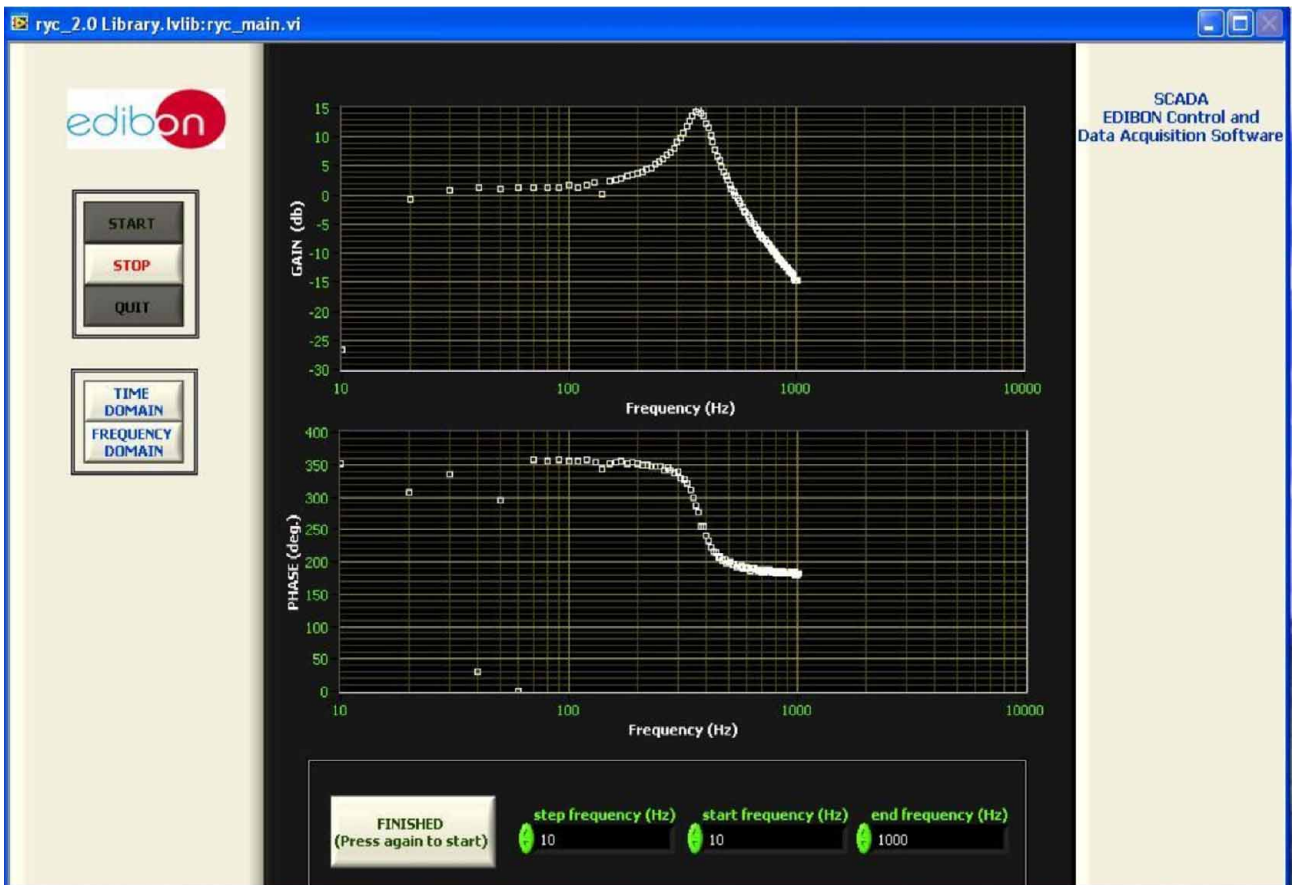 ryc_2.0 Library.lvlib:ryc_main.vi
edibon
START
STOP
QUIT
TIME
DOMAIN
FREQUENCY
DOMAIN
SCADA
EDIBON Control and
Data Acquisition Software
GAIN (db)
15
10
5
0
-5
-10
-15
-20
-25
-30
10 100 1000 10000
Frequency (Hz)
PHASE (deg.)
400
350
300
250
200
150
100
50
0
10 100 1000 10000
Frequency (Hz)
FINISHED
(Press again to start)
step frequency (Hz)
10
start frequency (Hz)
10
end frequency (Hz)
1000